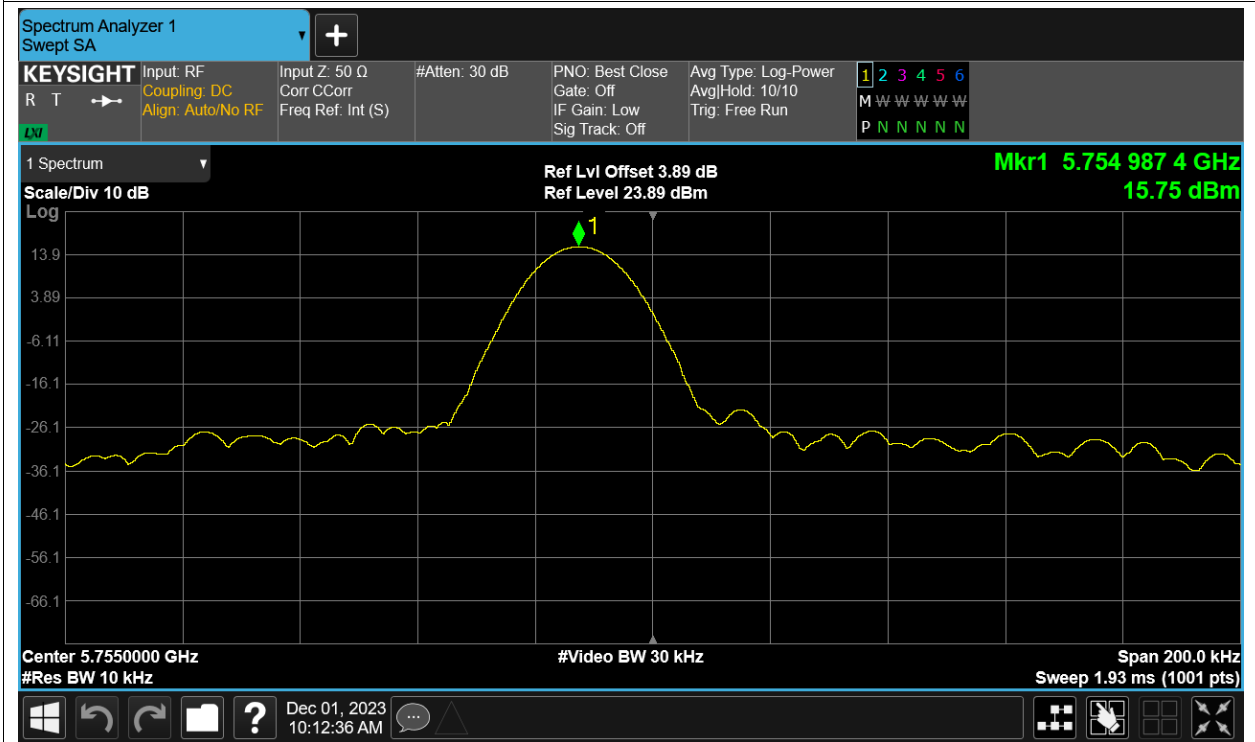 Spectrum Analyzer 1
Swept SA
+
KEYSIGHT
R T
LXI
Input: RF
Coupling: DC
Align: Auto/No RF
Input Z: 50 Ω
Corr CCorr
Freq Ref: Int (S)
#Atten: 30 dB
PNO: Best Close
Gate: Off
IF Gain: Low
Sig Track: Off
Avg Type: Log-Power
Avg|Hold: 10/10
Trig: Free Run
1 2 3 4 5 6
M W W W W W
P N N N N N
1 Spectrum
Scale/Div 10 dB
Log
Ref Lvl Offset 3.89 dB
Ref Level 23.89 dBm
Mkr1 5.754 987 4 GHz
15.75 dBm
1
13.9
3.89
-6.11
-16.1
-26.1
-36.1
-46.1
-56.1
-66.1
Center 5.7550000 GHz
#Res BW 10 kHz
#Video BW 30 kHz
Span 200.0 kHz
Sweep 1.93 ms (1001 pts)
?
Dec 01, 2023
10:12:36 AM